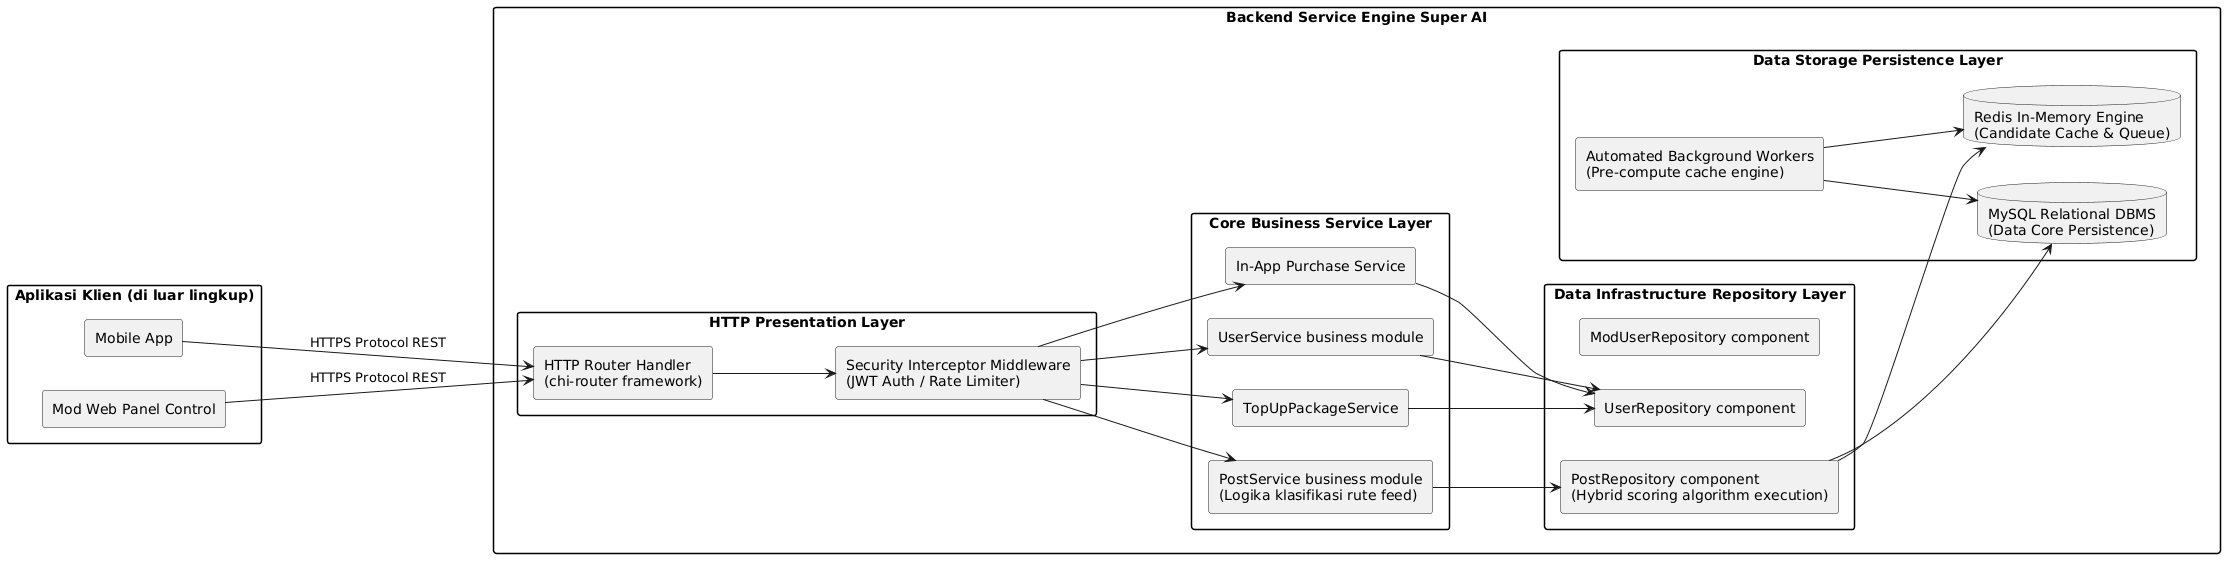 Backend Service Engine Super AI
Data Storage Persistence Layer
Redis In-Memory Engine
(Candidate Cache & Queue)
Automated Background Workers
(Pre-compute cache engine)
MySQL Relational DBMS
(Data Core Persistence)
Core Business Service Layer
In-App Purchase Service
UserService business module
TopUpPackageService
PostService business module
(Logika klasifikasi rute feed)
Data Infrastructure Repository Layer
ModUserRepository component
UserRepository component
PostRepository component
(Hybrid scoring algorithm execution)
Aplikasi Klien (di luar lingkup)
Mobile App
Mod Web Panel Control
HTTPS Protocol REST
HTTPS Protocol REST
HTTP Presentation Layer
HTTP Router Handler
(chi-router framework)
Security Interceptor Middleware
(JWT Auth / Rate Limiter)